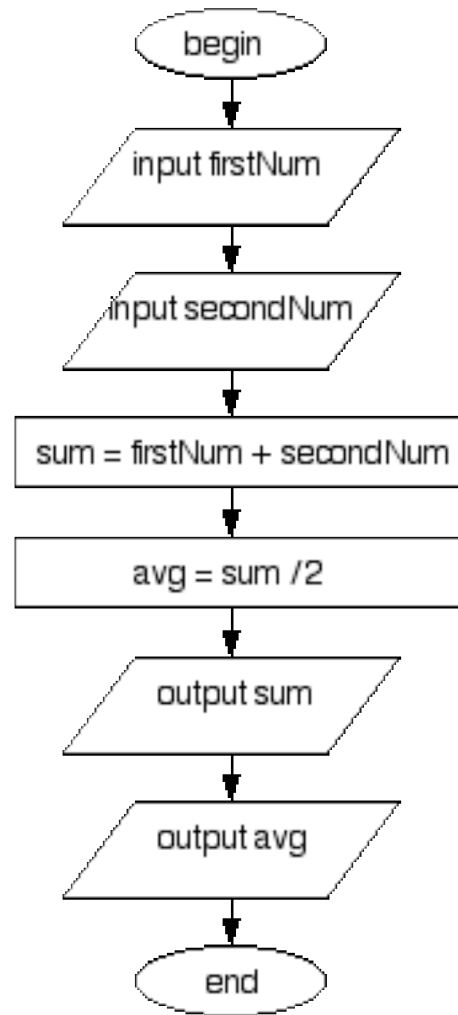 begin
input firstNum
input secondNum
sum = firstNum + secondNum
avg = sum /2
output sum
output avg
end